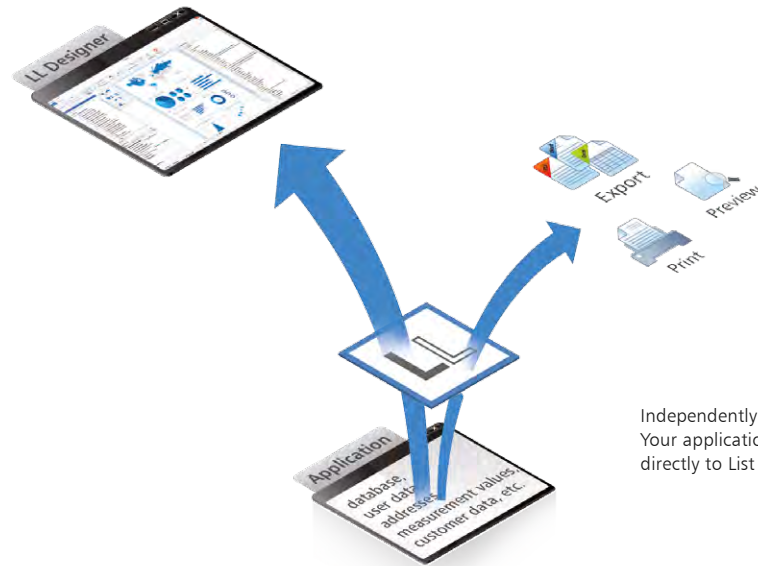 LL Designer
Export
Preview
Print
LL
Independently
Your applicatio
directly to List
Application
database,
user data,
addresses,
measurement values,
customer data, etc.